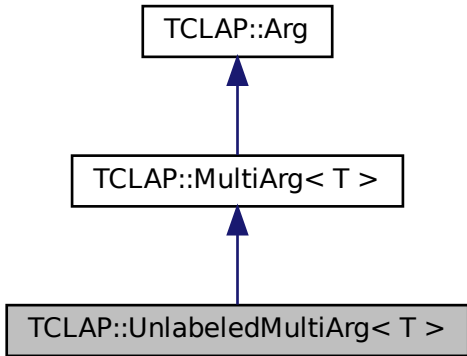 TCLAP::Arg
TCLAP::MultiArg< T >
TCLAP::UnlabeledMultiArg< T >